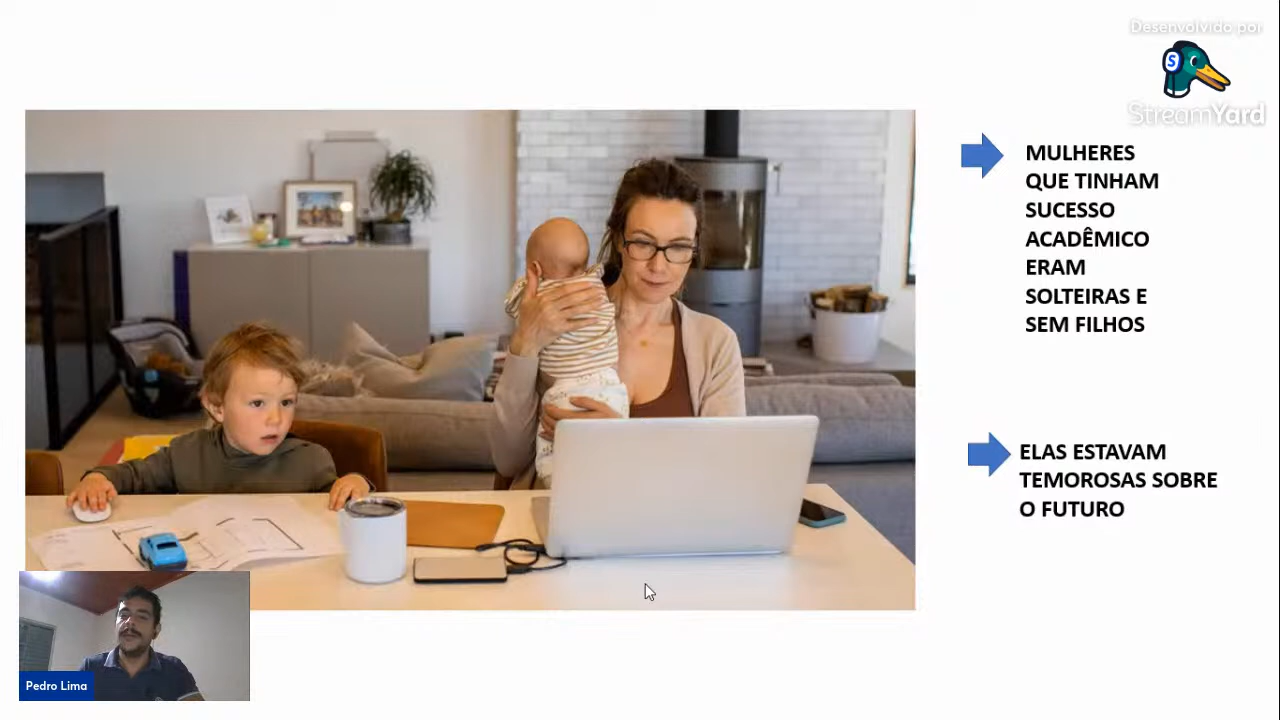 Desenvolvido por
S
StreamYard
MULHERES
QUE TINHAM
SUCESSO
ACADÊMICO
ERAM
SOLTEIRAS E
SEM FILHOS
ELAS ESTAVAM
TEMOROSAS SOBRE
O FUTURO
Pedro Lima